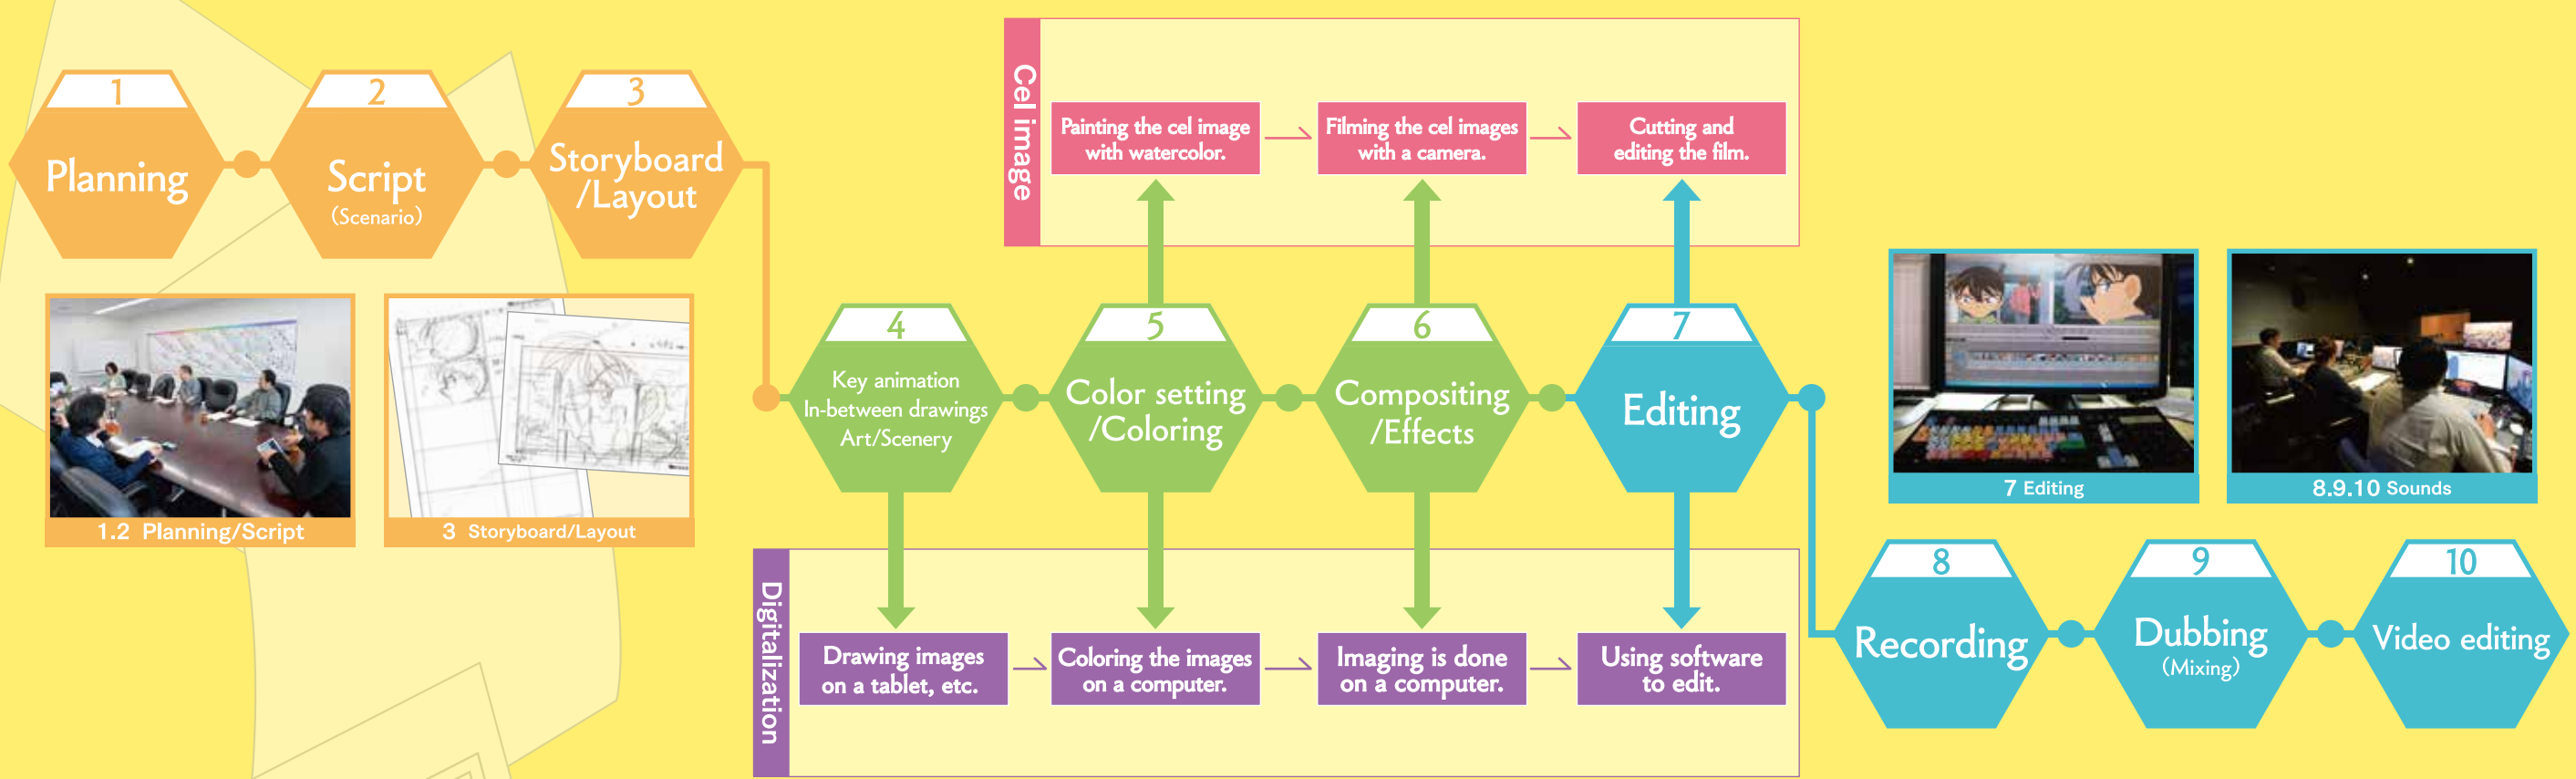 1
Planning
2
Script
(Scenario)
3
Storyboard
/Layout
1.2 Planning/Script
3 Storyboard/Layout
Cel image
Painting the cel image
with watercolor.
Filming the cel images
with a camera.
Cutting and
editing the film.
4
Key animation
In-between drawings
Art/Scenery
5
Color setting
/Coloring
6
Compositing
/Effects
7
Editing
Digitalization
Drawing images
on a tablet, etc.
Coloring the images
on a computer.
Imaging is done
on a computer.
Using software
to edit.
7 Editing
8.9.10 Sounds
8
Recording
9
Dubbing
(Mixing)
10
Video editing